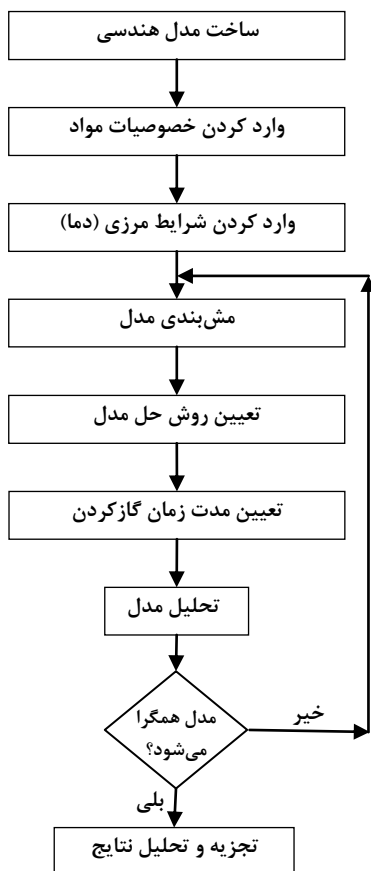 ساخت مدل هندسی
وارد کردن خصوصیات مواد
وارد کردن شرایط مرزی (دما)
مش‌بندی مدل
تعیین روش حل مدل
تعیین مدت زمان گازکردن
تحلیل مدل
مدل همگرا
می‌شود؟
خیر
بلی
تجزیه و تحلیل نتایج